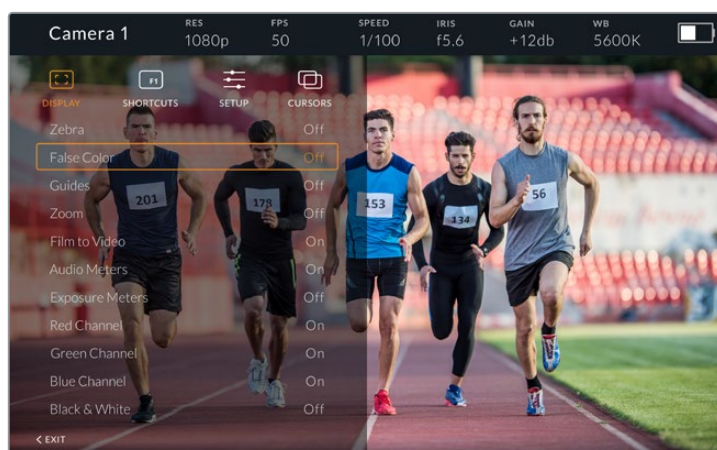 Camera 1
RES FPS SPEED IRIS GAIN WB
1080p 50 1/100 f5.6 +12db 5600K
F1
DISPLAY SHORTCUTS SETUP CURSORS
Zebra Off
False Color Off
Guides Off
Zoom Off
Film to Video On
Audio Meters On
Exposure Meters Off
Red Channel On
Green Channel On
Blue Channel On
Black & White Off
< EXIT
201
178
153
134
56